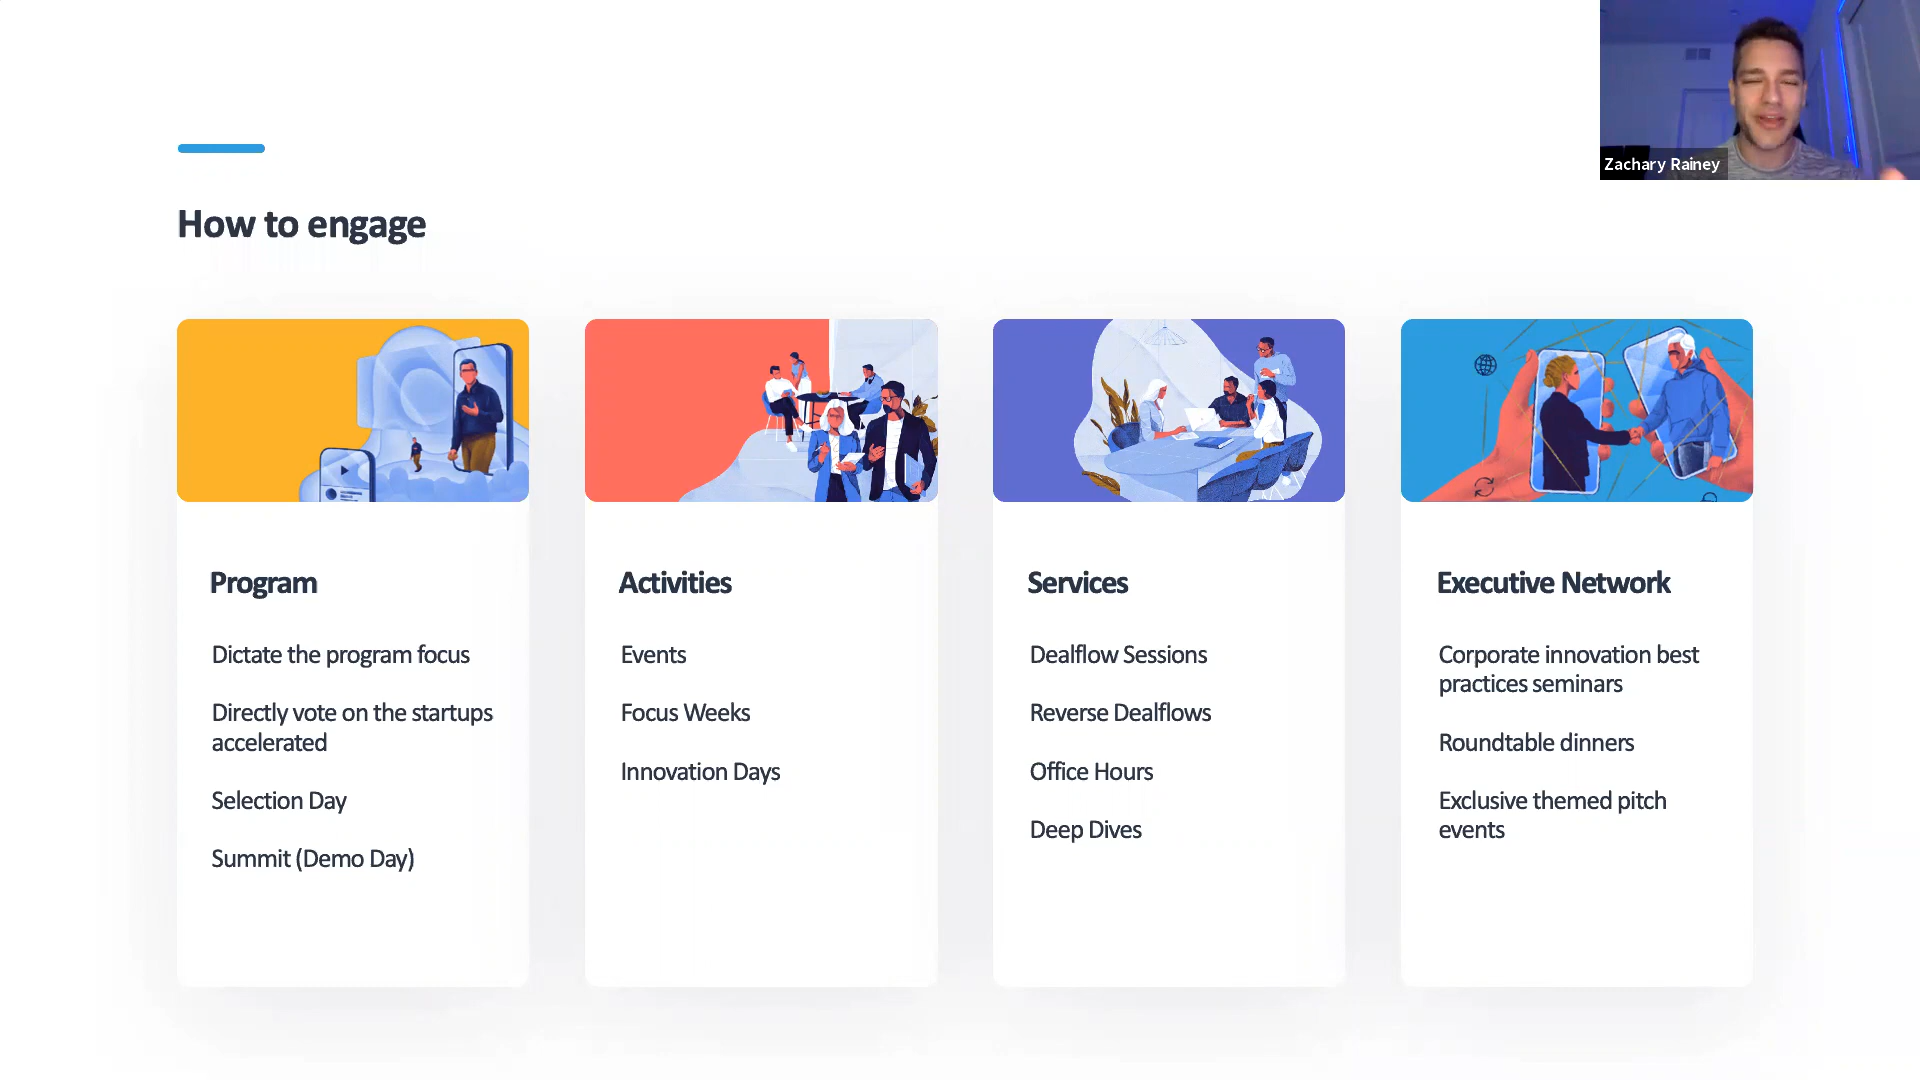 Zachary Rainey
How to engage
Program
Dictate the program focus
Directly vote on the startups
accelerated
Selection Day
Summit (Demo Day)
Activities
Events
Focus Weeks
Innovation Days
Services
Dealflow Sessions
Reverse Dealflows
Office Hours
Deep Dives
Executive Network
Corporate innovation best
practices seminars
Roundtable dinners
Exclusive themed pitch
events